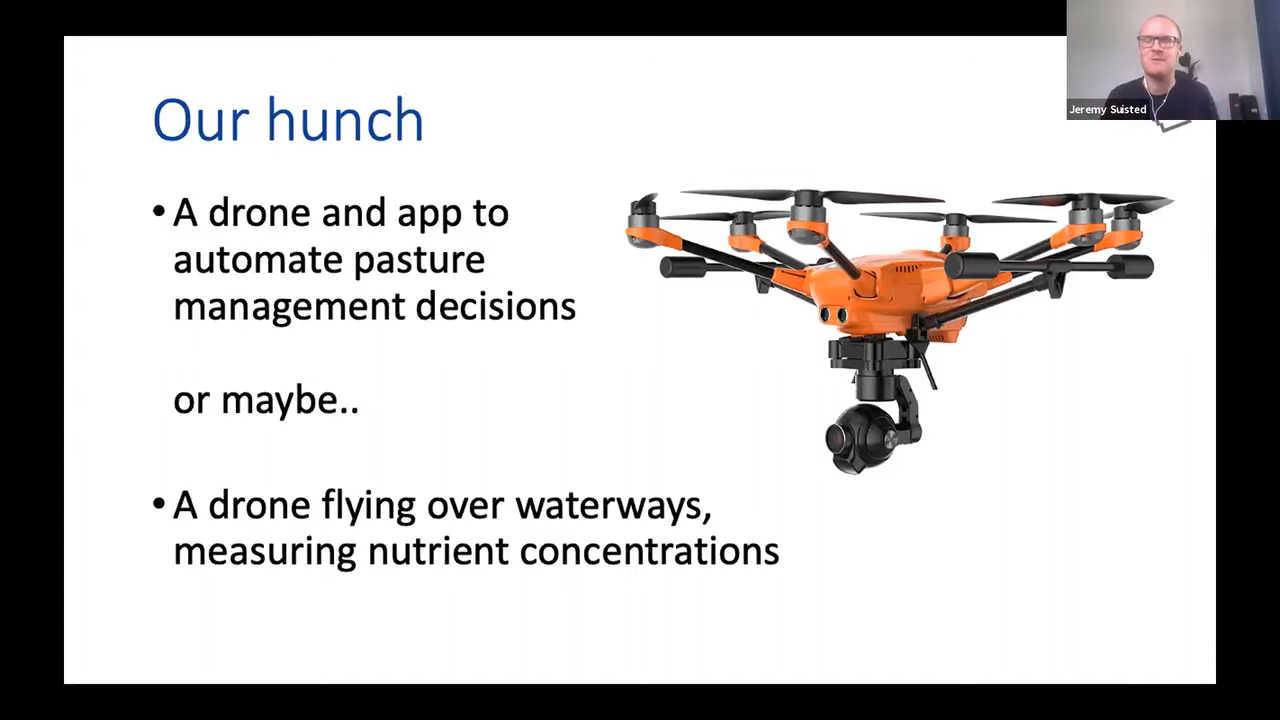 Our hunch
• A drone and app to
automate pasture
management decisions
or maybe..
• A drone flying over waterways,
measuring nutrient concentrations
Jeremy Suisted